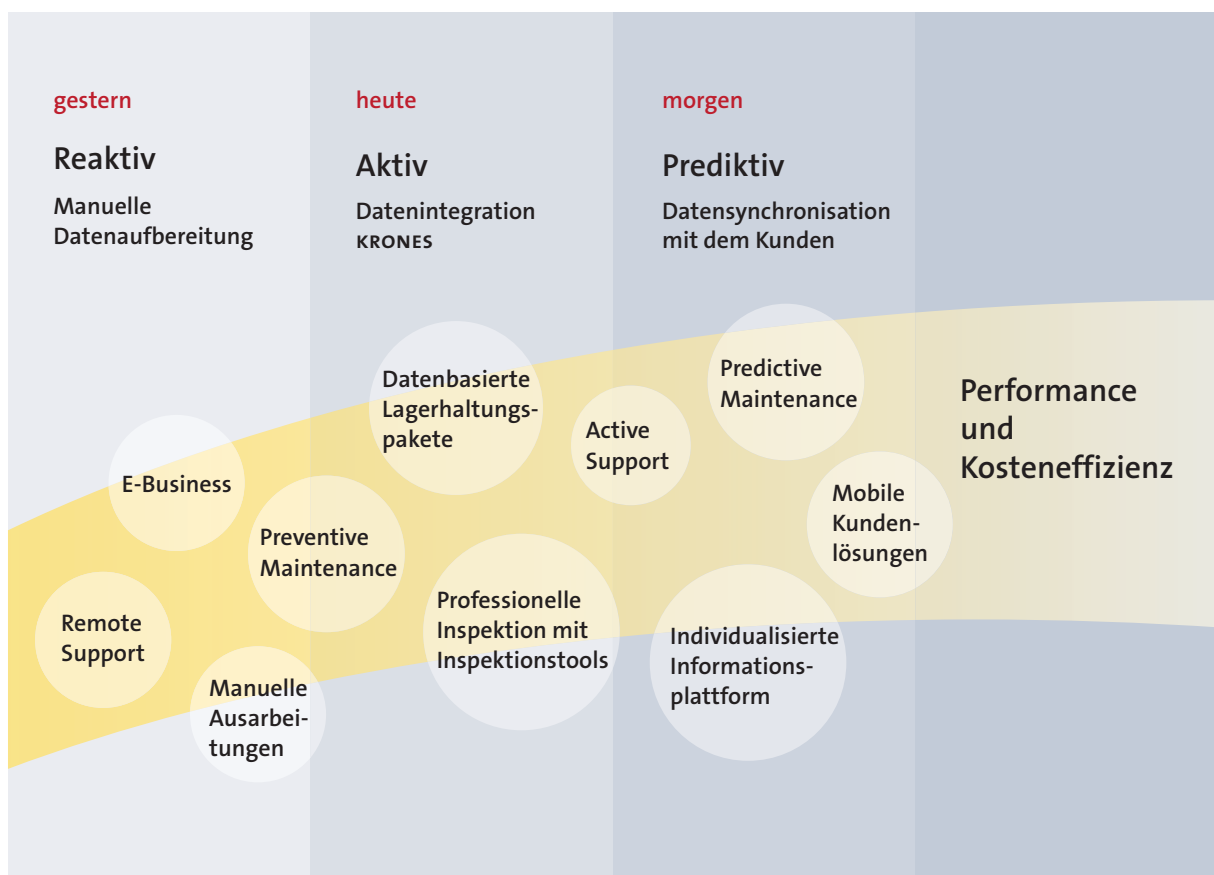 gestern
Reaktiv
Manuelle
Datenaufbereitung
heute
Aktiv
Datenintegration
KRONES
morgen
Prediktiv
Datensynchronisation
mit dem Kunden
E-Business
Remote
Support
Manuelle
Ausarbei-
tungen
Preventive
Maintenance
Datenbasierte
Lagerhaltungs-
pakete
Professionelle
Inspektion mit
Inspektionstools
Active
Support
Predictive
Maintenance
Mobile
Kunden-
lösungen
Individualisierte
Informations-
plattform
Performance
und
Kosteneffizienz